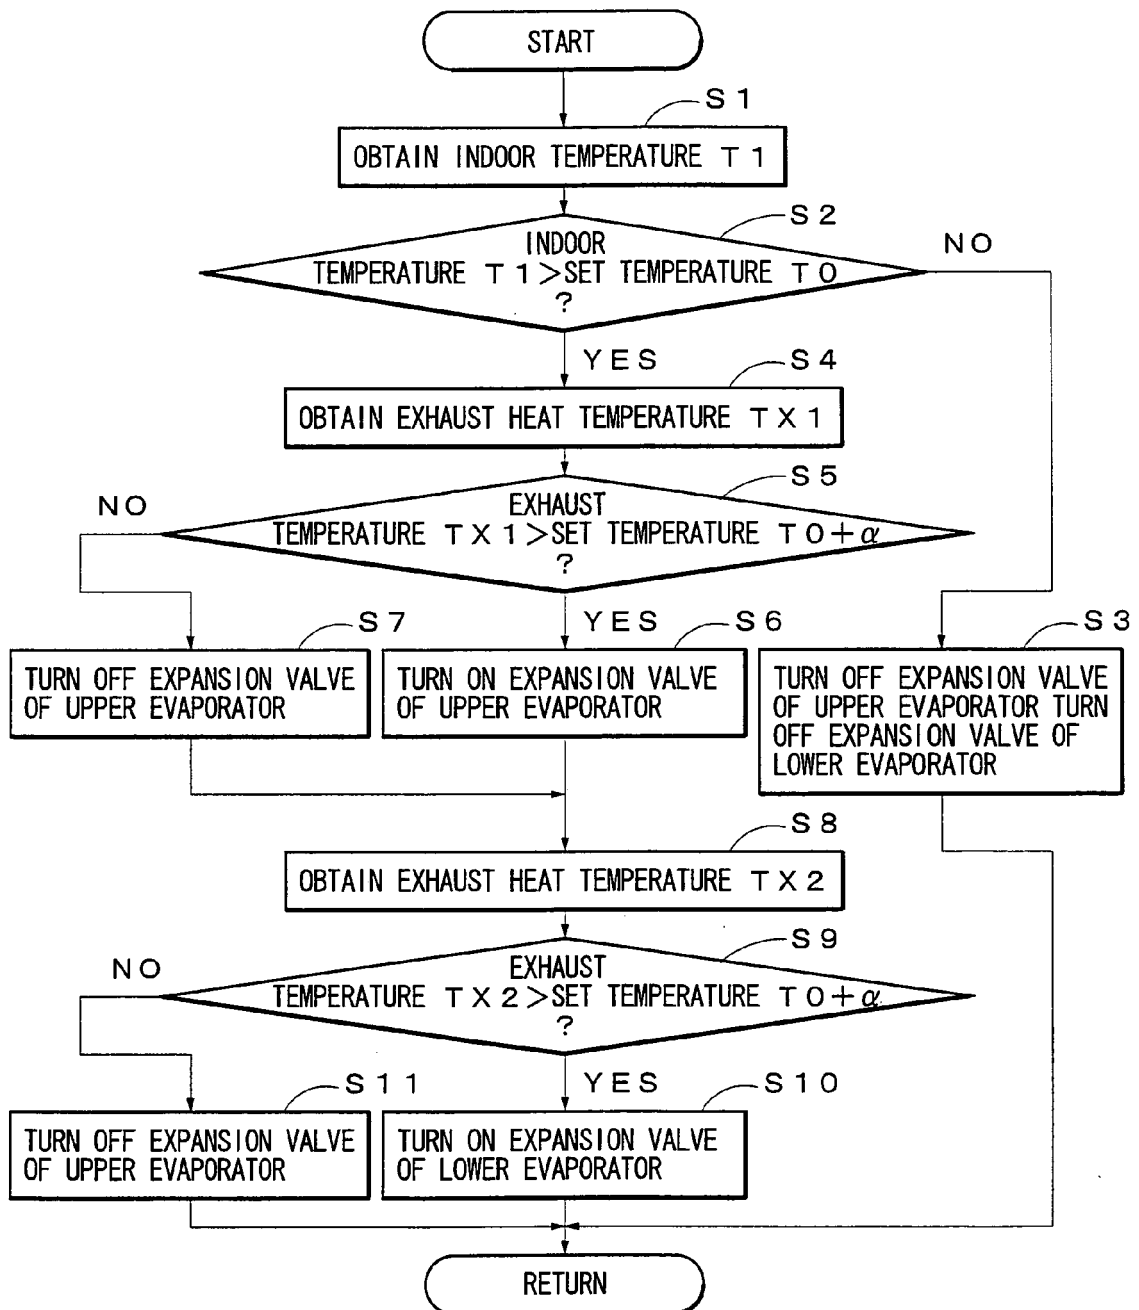 START
S1
OBTAIN INDOOR TEMPERATURE T1
S2
INDOOR
TEMPERATURE T1>SET TEMPERATURE T0
?
NO
YES
S4
OBTAIN EXHAUST HEAT TEMPERATURE TX1
S5
EXHAUST
TEMPERATURE TX1>SET TEMPERATURE T0+α
?
NO
YES
S7
TURN OFF EXPANSION VALVE
OF UPPER EVAPORATOR
S6
TURN ON EXPANSION VALVE
OF UPPER EVAPORATOR
S3
TURN OFF EXPANSION VALVE
OF UPPER EVAPORATOR TURN
OFF EXPANSION VALVE OF
LOWER EVAPORATOR
S8
OBTAIN EXHAUST HEAT TEMPERATURE TX2
S9
EXHAUST
TEMPERATURE TX2>SET TEMPERATURE T0+α
?
NO
YES
S11
TURN OFF EXPANSION VALVE
OF UPPER EVAPORATOR
S10
TURN ON EXPANSION VALVE
OF LOWER EVAPORATOR
RETURN